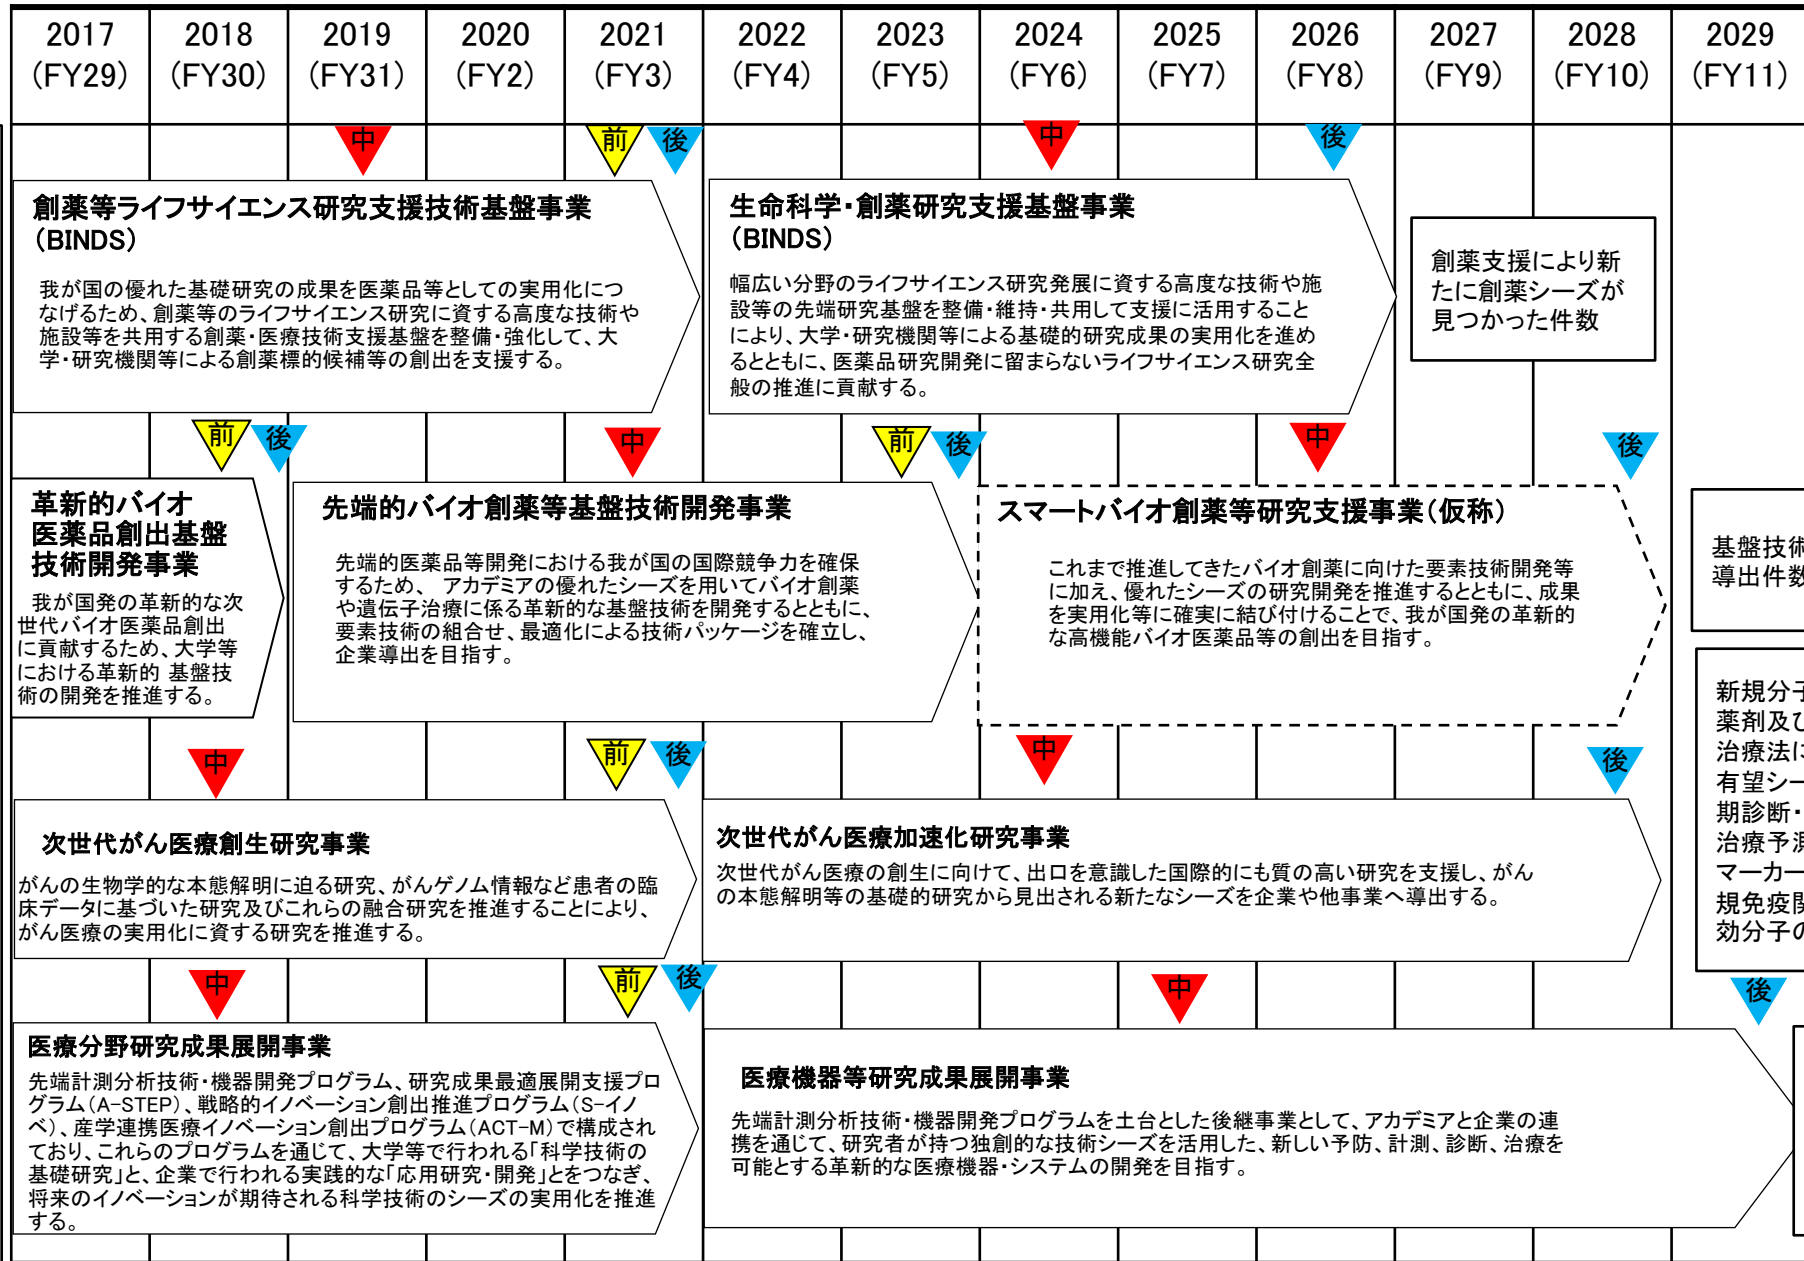 2017 2018 2019 2020 2021 2022 2023 2024 2025 2026 2027 2028 2029
(FY29) (FY30) (FY31) (FY2) (FY3) (FY4) (FY5) (FY6) (FY7) (FY8) (FY9) (FY10) (FY11)
中 前 後 中 後
創薬等ライフサイエンス研究支援技術基盤事業
(BINDS)
我が国の優れた基礎研究の成果を医薬品等としての実用化につ
なげるため、創薬等のライフサイエンス研究に資する高度な技術や
施設等を共用する創薬・医療技術支援基盤を整備・強化して、大
学・研究機関等による創薬標的候補等の創出を支援する。
生命科学・創薬研究支援基盤事業
(BINDS)
幅広い分野のライフサイエンス研究発展に資する高度な技術や施
設等の先端研究基盤を整備・維持・共用して支援に活用すること
により、大学・研究機関等による基礎的研究成果の実用化を進め
るとともに、医薬品研究開発に留まらないライフサイエンス研究全
般の推進に貢献する。
創薬支援により新
たに創薬シーズが
見つかった件数
前 後 中 前 後 中 後
革新的バイオ
医薬品創出基盤
技術開発事業
我が国発の革新的な次
世代バイオ医薬品創出
に貢献するため、大学等
における革新的 基盤技
術の開発を推進する。
先端的バイオ創薬等基盤技術開発事業
先端的医薬品等開発における我が国の国際競争力を確保
するため、 アカデミアの優れたシーズを用いてバイオ創薬
や遺伝子治療に係る革新的な基盤技術を開発するとともに、
要素技術の組合せ、最適化による技術パッケージを確立し、
企業導出を目指す。
スマートバイオ創薬等研究支援事業(仮称)
これまで推進してきたバイオ創薬に向けた要素技術開発等
に加え、優れたシーズの研究開発を推進するとともに、成果
を実用化等に確実に結び付けることで、我が国発の革新的
な高機能バイオ医薬品等の創出を目指す。
基盤技術
導出件数
中 前 後 中 後
次世代がん医療創生研究事業
がんの生物学的な本態解明に迫る研究、がんゲノム情報など患者の臨
床データに基づいた研究及びこれらの融合研究を推進することにより、
がん医療の実用化に資する研究を推進する。
次世代がん医療加速化研究事業
次世代がん医療の創生に向けて、出口を意識した国際的にも質の高い研究を支援し、がん
の本態解明等の基礎的研究から見出される新たなシーズを企業や他事業へ導出する。
新規分子
薬剤及び
治療法に
有望シー
期診断・
治療予測
マーカー
規免疫関
効分子の
中 前 後 中 後
医療分野研究成果展開事業
先端計測分析技術・機器開発プログラム、研究成果最適展開支援プロ
グラム(A-STEP)、戦略的イノベーション創出推進プログラム(S-イノ
ベ)、産学連携医療イノベーション創出プログラム(ACT-M)で構成され
ており、これらのプログラムを通じて、大学等で行われる「科学技術の
基礎研究」と、企業で行われる実践的な「応用研究・開発」とをつなぎ、
将来のイノベーションが期待される科学技術のシーズの実用化を推進
する。
医療機器等研究成果展開事業
先端計測分析技術・機器開発プログラムを土台とした後継事業として、アカデミアと企業の連
携を通じて、研究者が持つ独創的な技術シーズを活用した、新しい予防、計測、診断、治療を
可能とする革新的な医療機器・システムの開発を目指す。